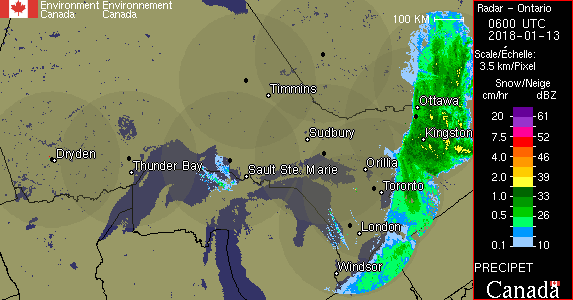 Environment Environnement
Canada Canada
100 KM
Timmins
Ottawa
Sudbury
Kingston
Dryden
Thunder Bay
Sault Ste. Marie
Orillia
Toronto
London
Windsor
Radar - Ontario
0600 UTC
2018-01-13
Scale/Échelle:
3.5 km/Pixel
Snow/Neige
cm/hr dBZ
20 61
7.5 52
4.0 46
2.0 39
1.0 33
0.5 26
0.1 10
PRECIPET
Canada